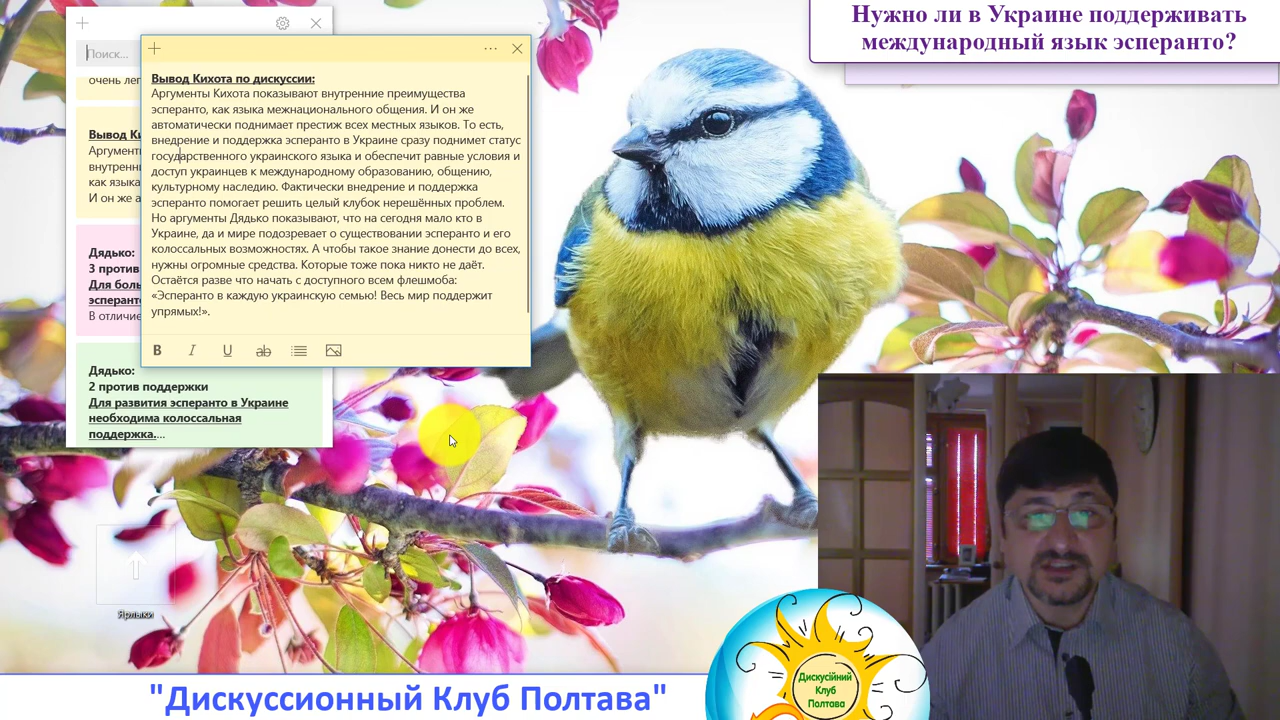 Нужно ли в Украине поддерживать
международный язык эсперанто?
Поиск...
очень лег
Вывод Ки
Аргумент
внутренн
как языка
И он же а
Дядько:
3 против
Для боль
эсперант
В отличие
Дядько:
2 против поддержки
Для развития эсперанто в Украине
необходима колоссальная
поддержка....
Вывод Кихота по дискуссии:
Аргументы Кихота показывают внутренние преимущества
эсперанто, как языка межнационального общения. И он же
автоматически поднимает престиж всех местных языков. То есть,
внедрение и поддержка эсперанто в Украине сразу поднимет статус
государственного украинского языка и обеспечит равные условия и
доступ украинцев к международному образованию, общению,
культурному наследию. Фактически внедрение и поддержка
эсперанто помогает решить целый клубок нерешённых проблем.
Но аргументы Дядько показывают, что на сегодня мало кто в
Украине, да и мире подозревает о существовании эсперанто и его
колоссальных возможностях. А чтобы такое знание донести до всех,
нужны огромные средства. Которые тоже пока никто не даёт.
Остаётся разве что начать с доступного всем флешмоба:
«Эсперанто в каждую украинскую семью! Весь мир поддержит
упрямых!».
B I U ab
Ярлыки
"Дискуссионный Клуб Полтава"
Дискусійний
Клуб
Полтава